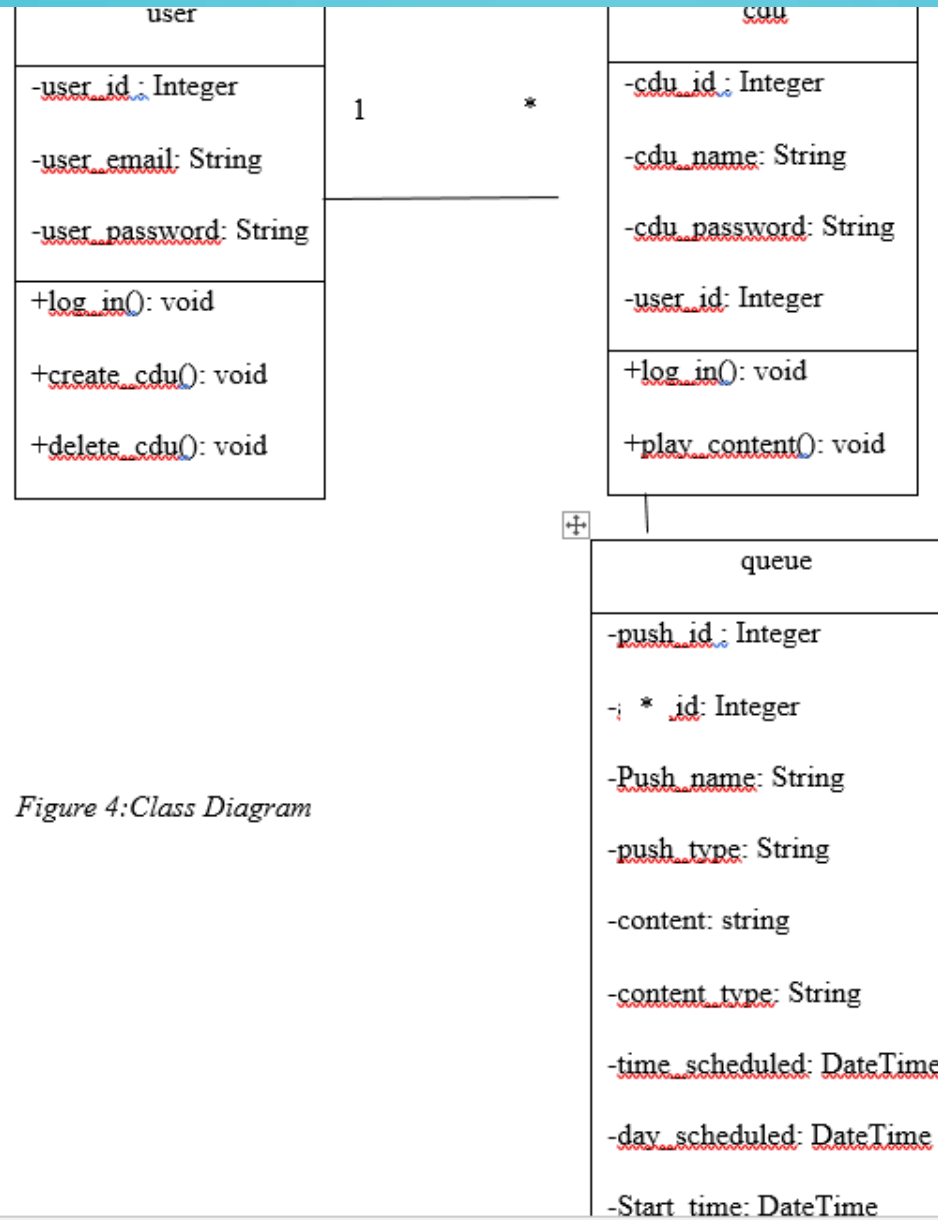 user
-user_id : Integer
-user_email: String
-user_password: String
+log_in(): void
+create_cdu(): void
+delete_cdu(): void
1 *
cdu
-cdu_id : Integer
-cdu_name: String
-cdu_password: String
-user_id: Integer
+log_in(): void
+play_content(): void
queue
-push_id : Integer
- * _id: Integer
-Push_name: String
-push_type: String
-content: string
-content_type: String
-time_scheduled: DateTime
-day_scheduled: DateTime
-Start_time: DateTime
Figure 4:Class Diagram